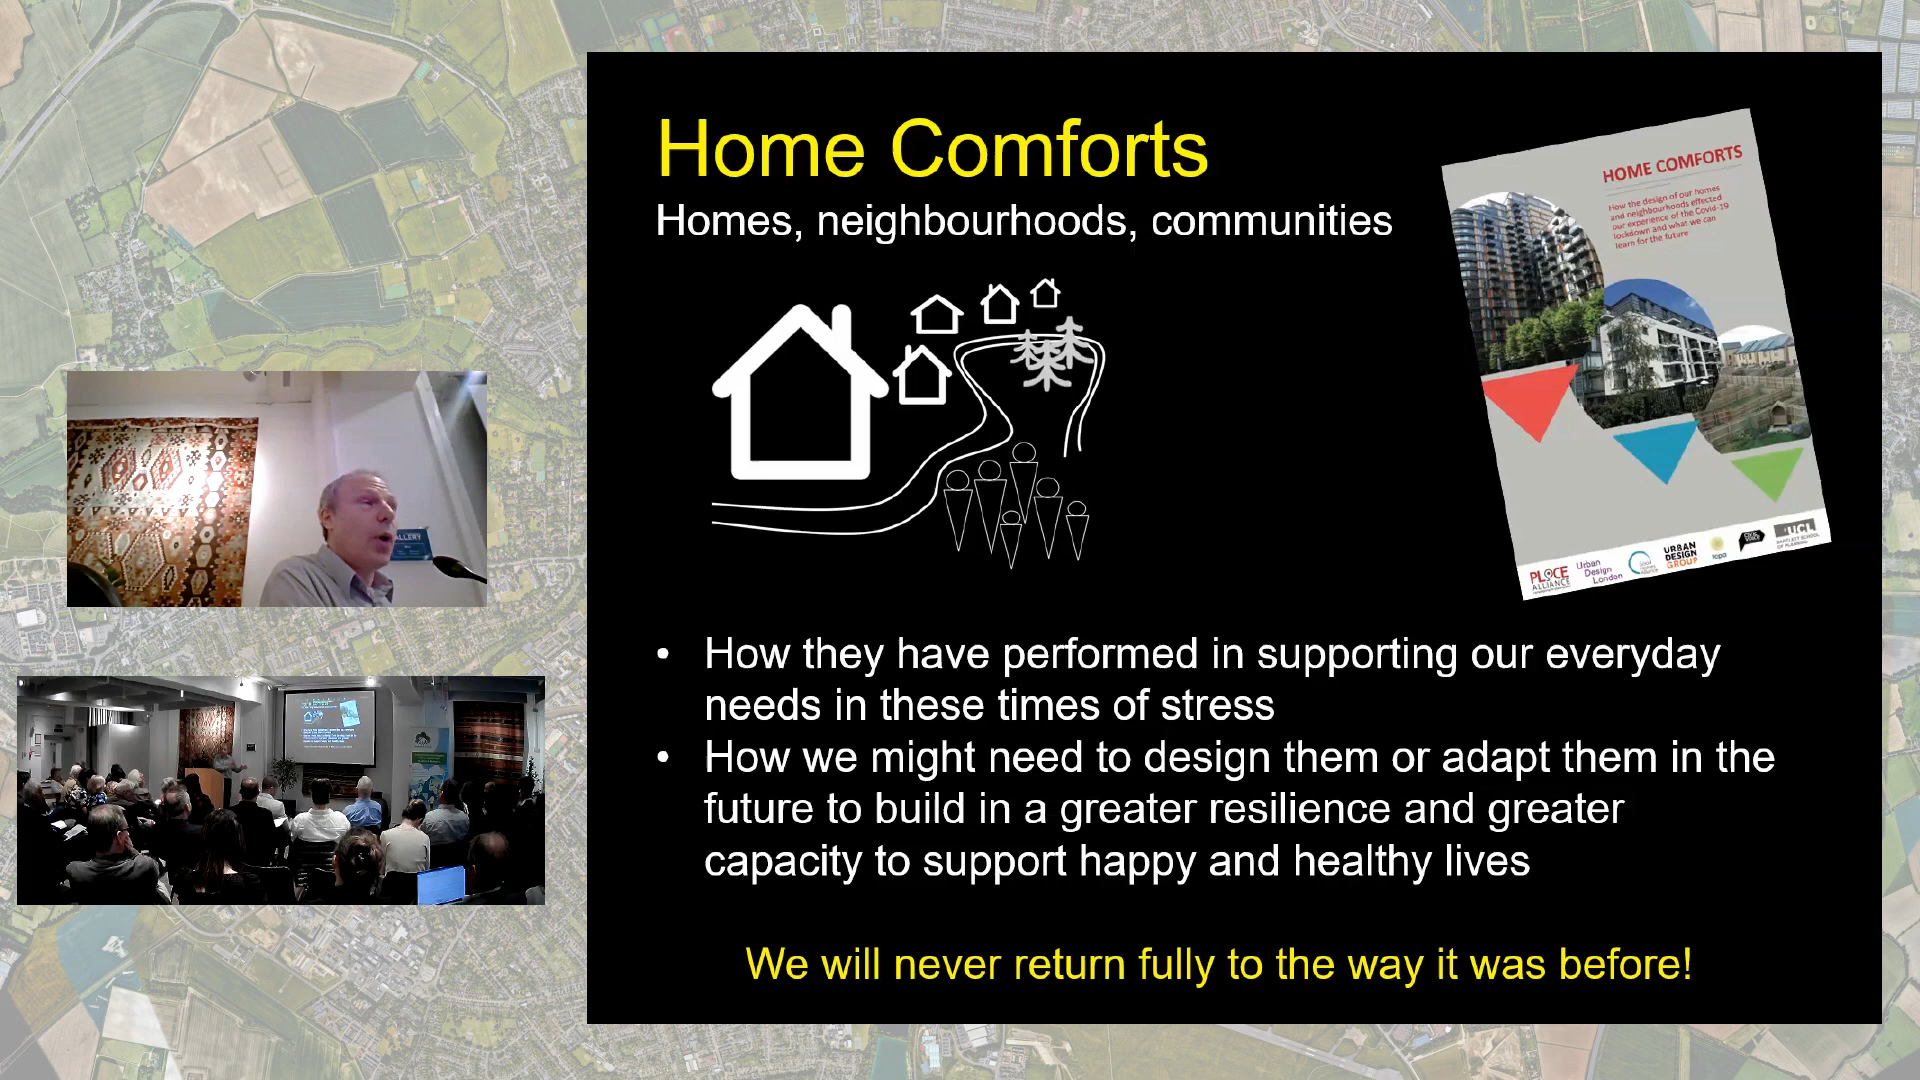 Home Comforts
Homes, neighbourhoods, communities
HOME COMFORTS
How the design of our homes
and neighbourhoods effected
our experience of the Covid-19
lockdown and what we can
learn for the future
PLACE
ALLIANCE
Urban
Design
London
URBAN
DESIGN
GROUP
UCL
BARTLETT SCHOOL
OF PLANNING
• How they have performed in supporting our everyday
needs in these times of stress
• How we might need to design them or adapt them in the
future to build in a greater resilience and greater
capacity to support happy and healthy lives
We will never return fully to the way it was before!